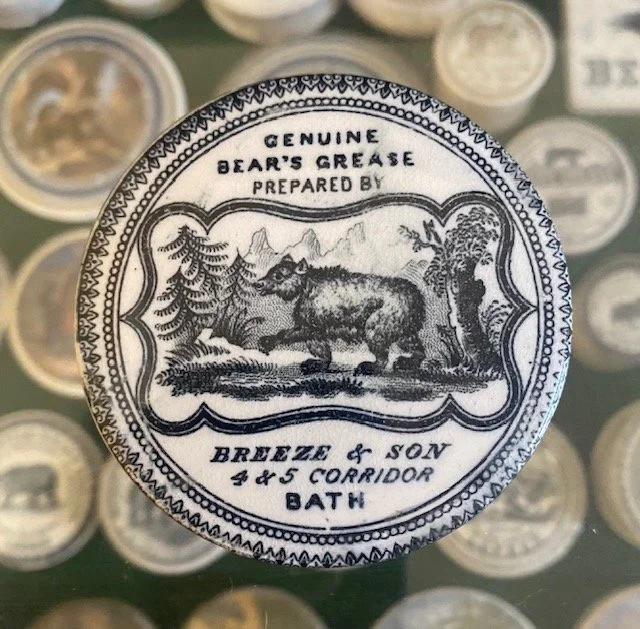 GENUINE
BEAR'S GREASE
PREPARED BY
BREEZE & SON
4 & 5 CORRIDOR
BATH